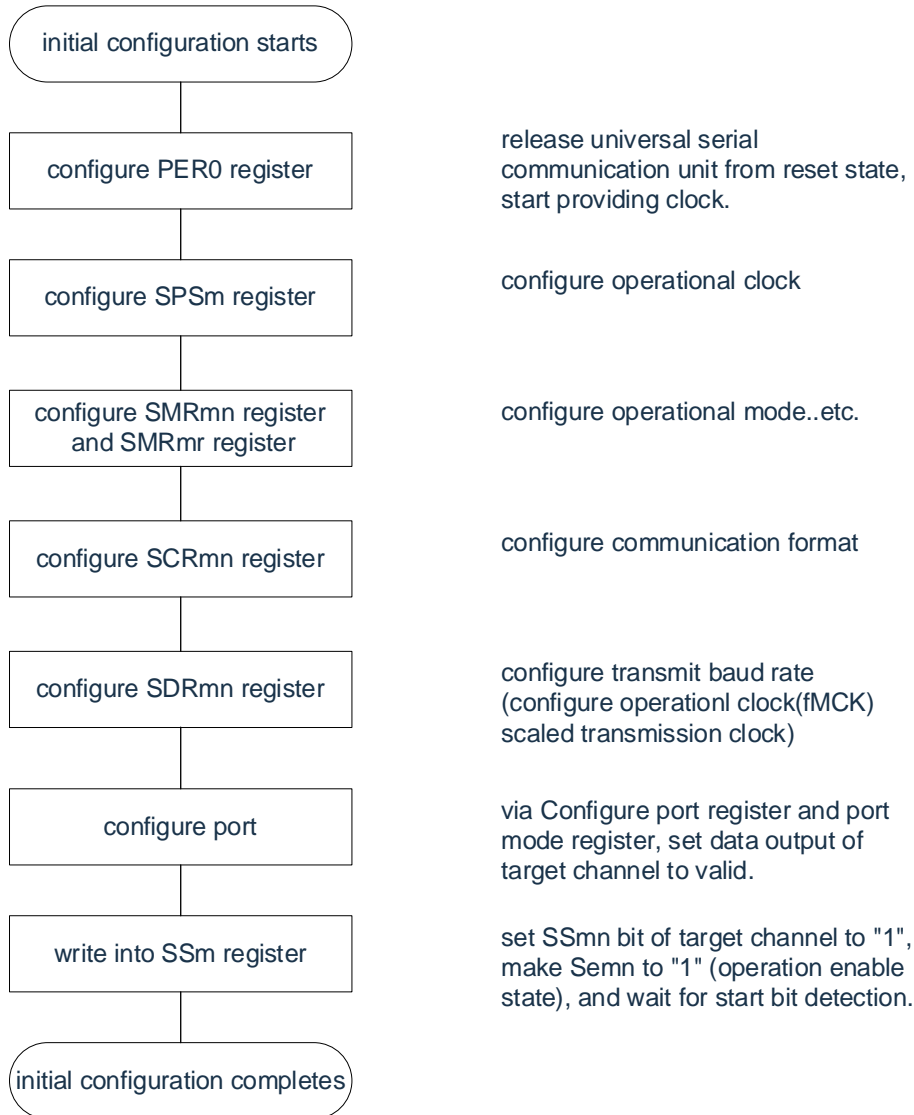 initial configuration starts
configure PER0 register
release universal serial
communication unit from reset state,
start providing clock.
configure SPSm register
configure operational clock
configure SMRmn register
and SMRmr register
configure operational mode..etc.
configure SCRmn register
configure communication format
configure SDRmn register
configure transmit baud rate
(configure operationl clock(fMCK)
scaled transmission clock)
configure port
via Configure port register and port
mode register, set data output of
target channel to valid.
write into SSm register
set SSmn bit of target channel to "1",
make Semn to "1" (operation enable
state), and wait for start bit detection.
initial configuration completes